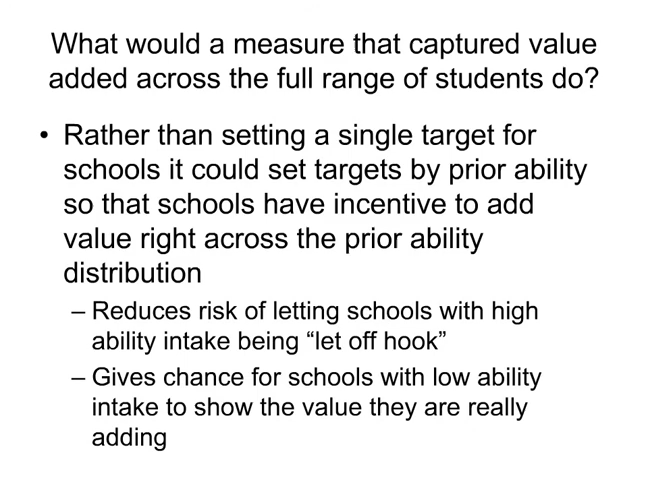 What would a measure that captured value
added across the full range of students do?
• Rather than setting a single target for
schools it could set targets by prior ability
so that schools have incentive to add
value right across the prior ability
distribution
– Reduces risk of letting schools with high
ability intake being “let off hook”
– Gives chance for schools with low ability
intake to show the value they are really
adding